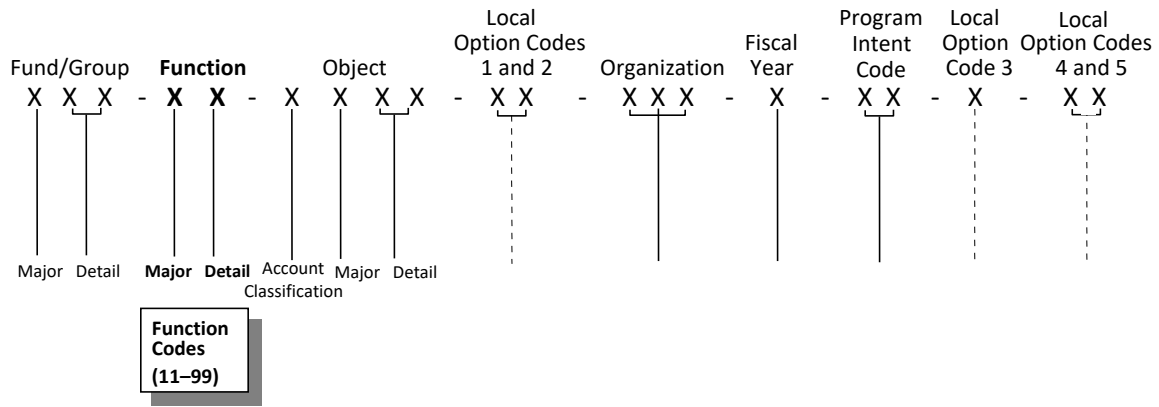 Local
Option Codes
1 and 2
Program
Intent
Code
Local
Option
Code 3
Local
Option Codes
4 and 5
Fiscal
Year
Fund/Group Function Object Organization
X X X - X X - X X X X - X X - X X X - X - X X - X - X X
Major Detail Major Detail Account
Classification Major Detail
Function
Codes
(11–99)